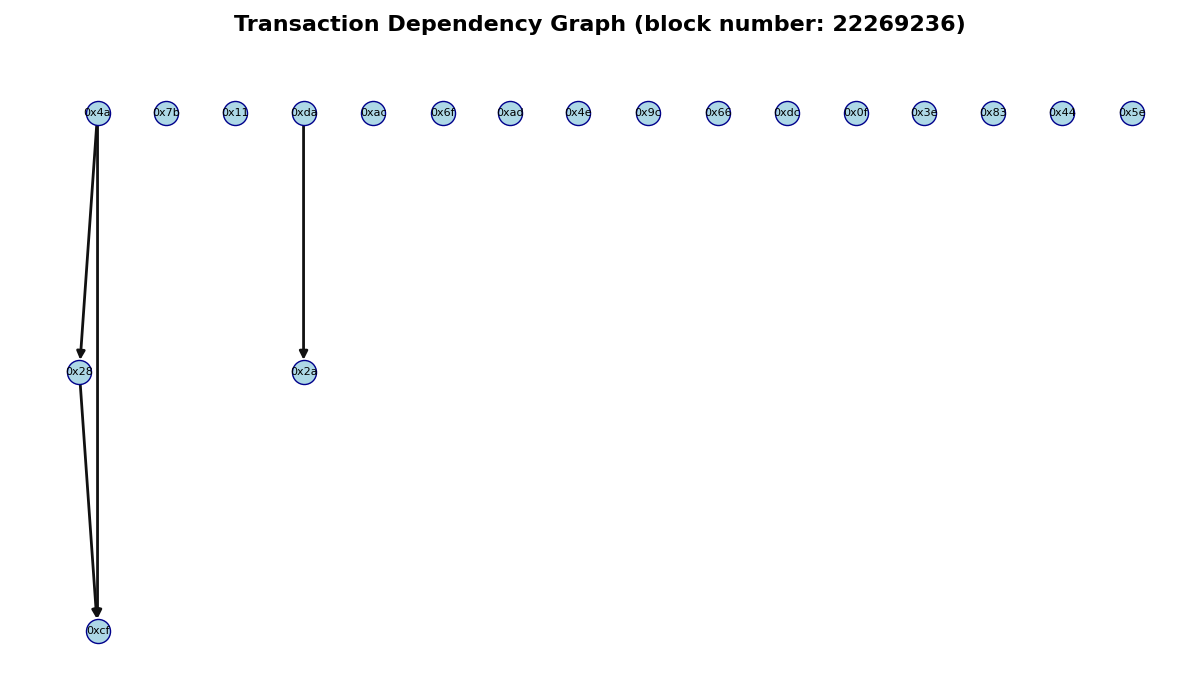 Transaction Dependency Graph (block number: 22269236)
0x4a 0x7b 0x11 0xda 0xac 0x6f 0xad 0x4e 0x9c 0x66 0xdc 0x0f 0x3e 0x83 0x44 0x5e
0x28 0x2a
0xcf